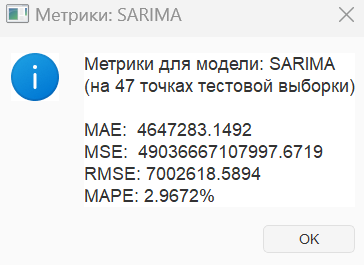 Метрики: SARIMA
Метрики для модели: SARIMA
(на 47 точках тестовой выборки)
MAE: 4647283.1492
MSE: 49036667107997.6719
RMSE: 7002618.5894
MAPE: 2.9672%
OK